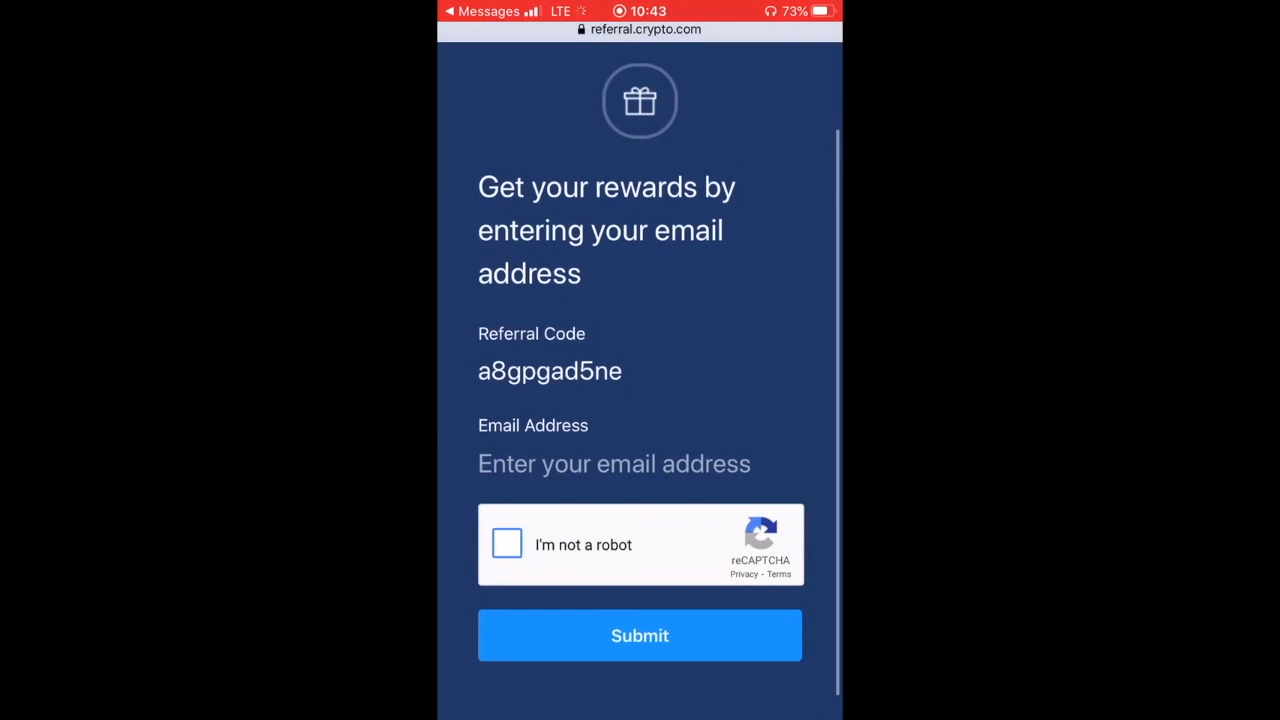 Messages LTE 10:43 73%
referral.crypto.com
Get your rewards by
entering your email
address
Referral Code
a8gpgad5ne
Email Address
Enter your email address
I'm not a robot
reCAPTCHA
Privacy - Terms
Submit